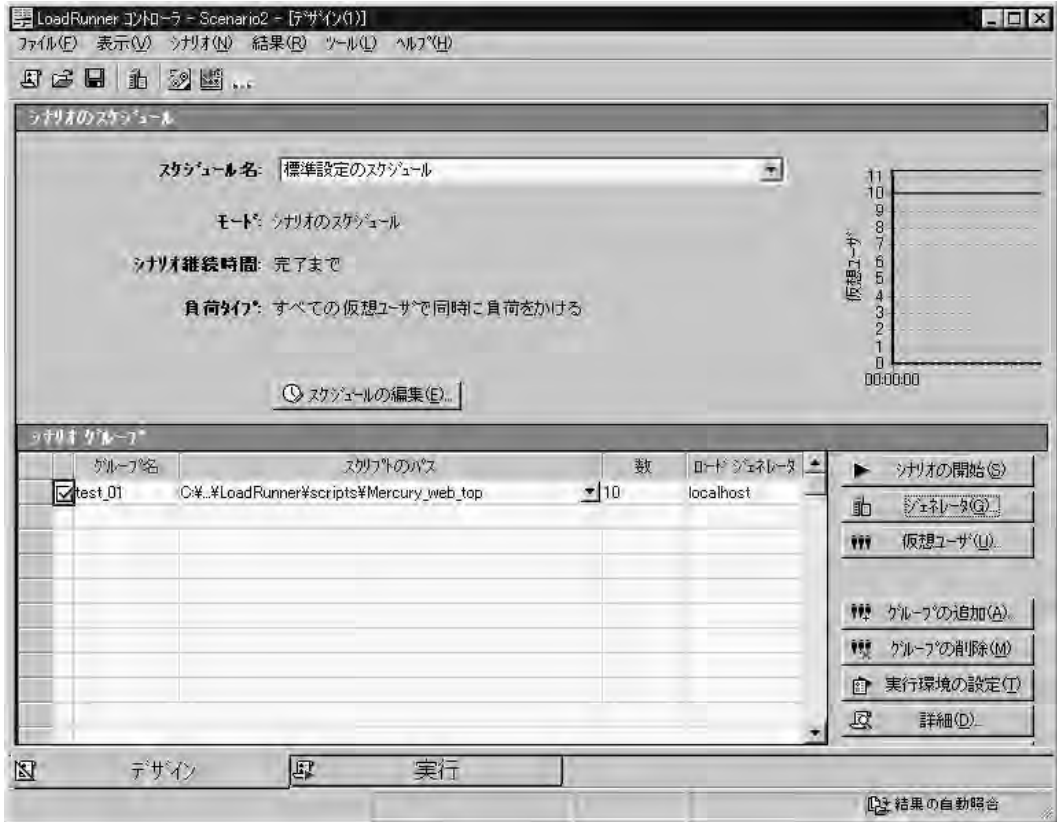 LoadRunner コントローラ - Scenario2 - [デザイン(1)]
ファイル(F) 表示(V) シナリオ(N) 結果(R) ツール(L) ヘルプ(H)
シナリオのスケジュール
スケジュール名: 標準設定のスケジュール
モード: シナリオのスケジュール
シナリオ継続時間: 完了まで
負荷タイプ: すべての仮想ユーザで同時に負荷をかける
スケジュールの編集(E)...
仮想ユーザ
11
10
9
8
7
6
5
4
3
2
1
0
00:00:00
シナリオ グループ
グループ名 スクリプトのパス 数 ロード ジェネレータ
test_01 C:¥...¥LoadRunner¥scripts¥Mercury_web_top 10 localhost
シナリオの開始(S)
ジェネレータ(G)...
仮想ユーザ(U)...
グループの追加(A)...
グループの削除(M)
実行環境の設定(T)
詳細(D)...
デザイン 実行
結果の自動照合